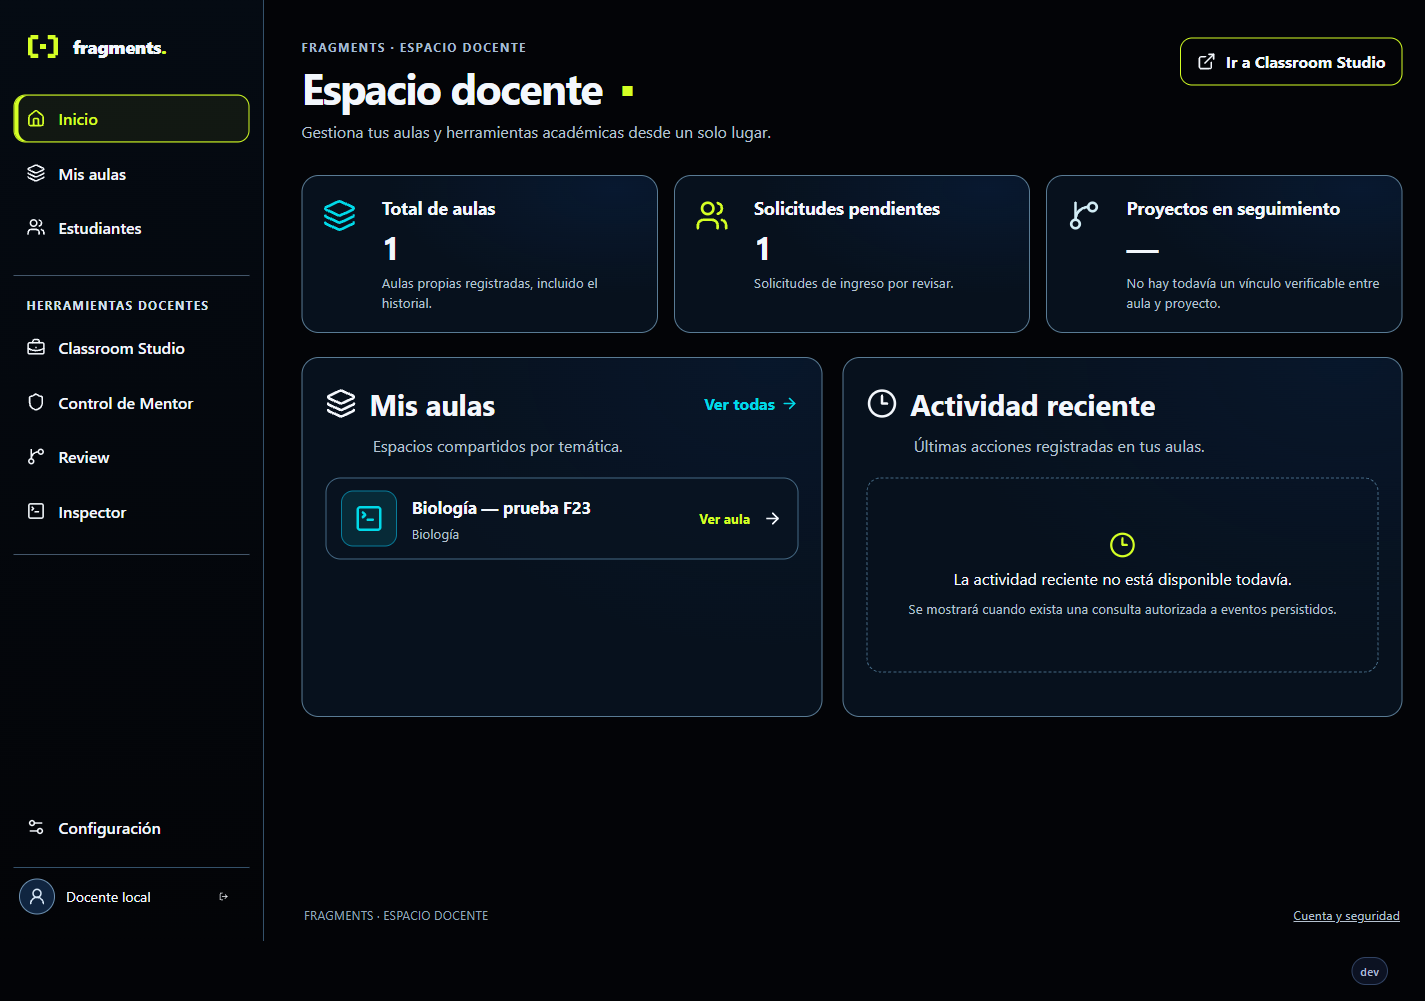 fragments.
Inicio
Mis aulas
Estudiantes
HERRAMIENTAS DOCENTES
Classroom Studio
Control de Mentor
Review
Inspector
Configuración
Docente local
FRAGMENTS · ESPACIO DOCENTE
Espacio docente
Gestiona tus aulas y herramientas académicas desde un solo lugar.
Ir a Classroom Studio
Total de aulas
1
Aulas propias registradas, incluido el
historial.
Solicitudes pendientes
1
Solicitudes de ingreso por revisar.
Proyectos en seguimiento
—
No hay todavía un vínculo verificable entre
aula y proyecto.
Mis aulas
Ver todas →
Espacios compartidos por temática.
Biología — prueba F23
Biología
Ver aula →
Actividad reciente
Últimas acciones registradas en tus aulas.
La actividad reciente no está disponible todavía.
Se mostrará cuando exista una consulta autorizada a eventos persistidos.
FRAGMENTS · ESPACIO DOCENTE
Cuenta y seguridad
dev